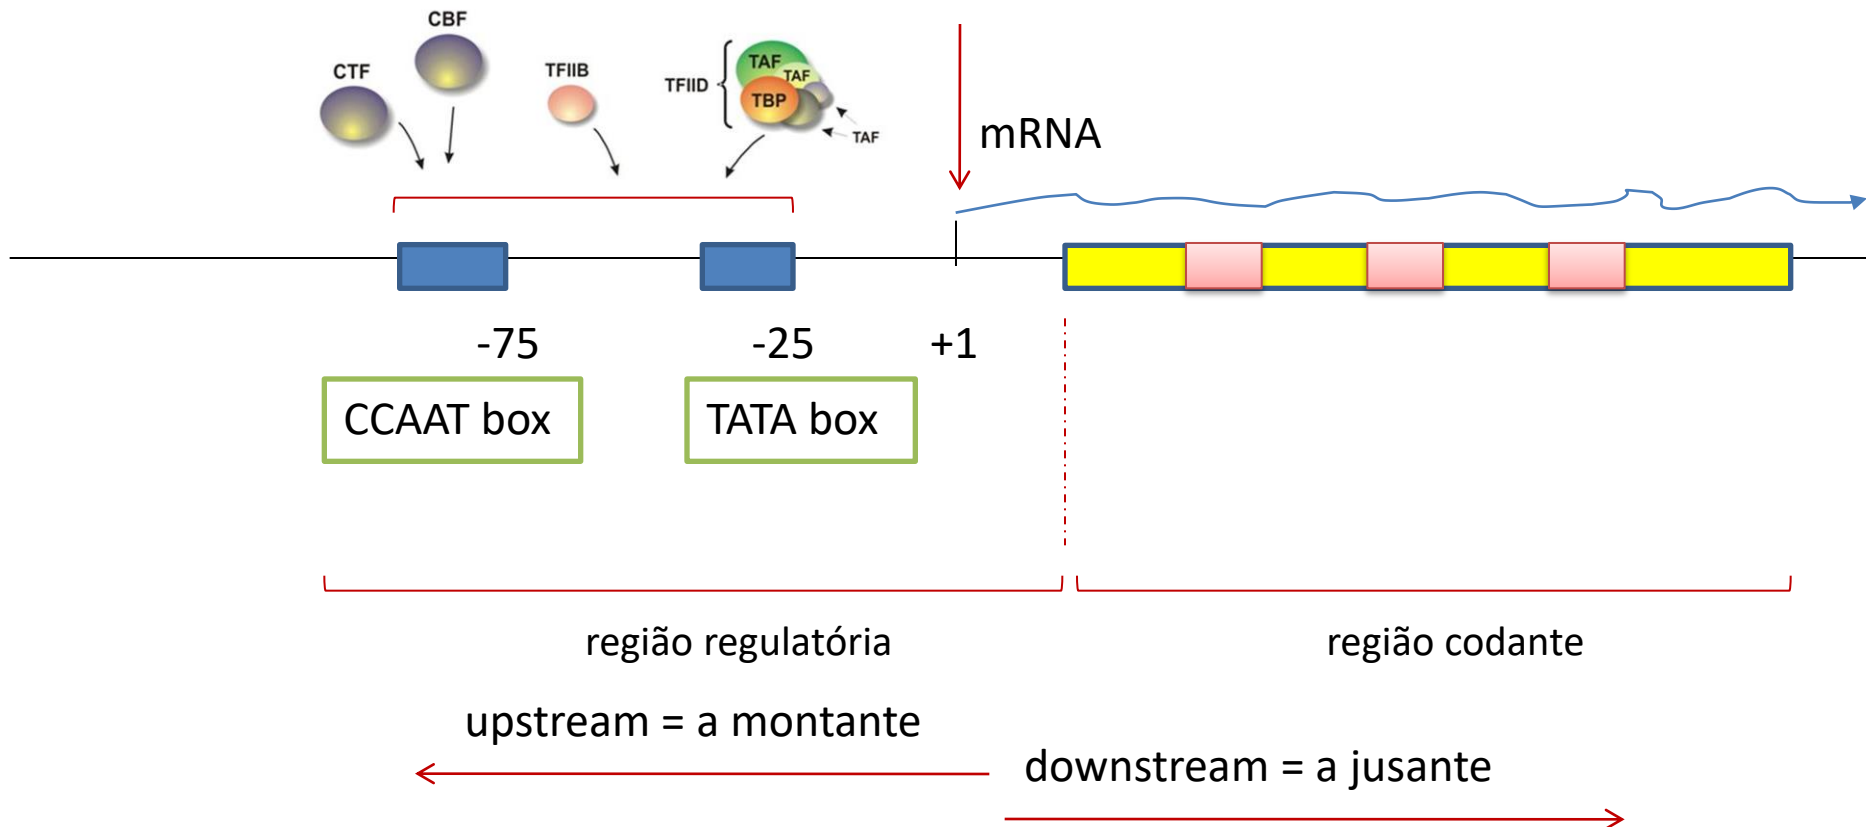 CBF
CTF
TFIIB
TFIID
TAF
TAF
TBP
TAF
mRNA
-75
-25
+1
CCAAT box
TATA box
região regulatória
região codante
upstream = a montante
downstream = a jusante